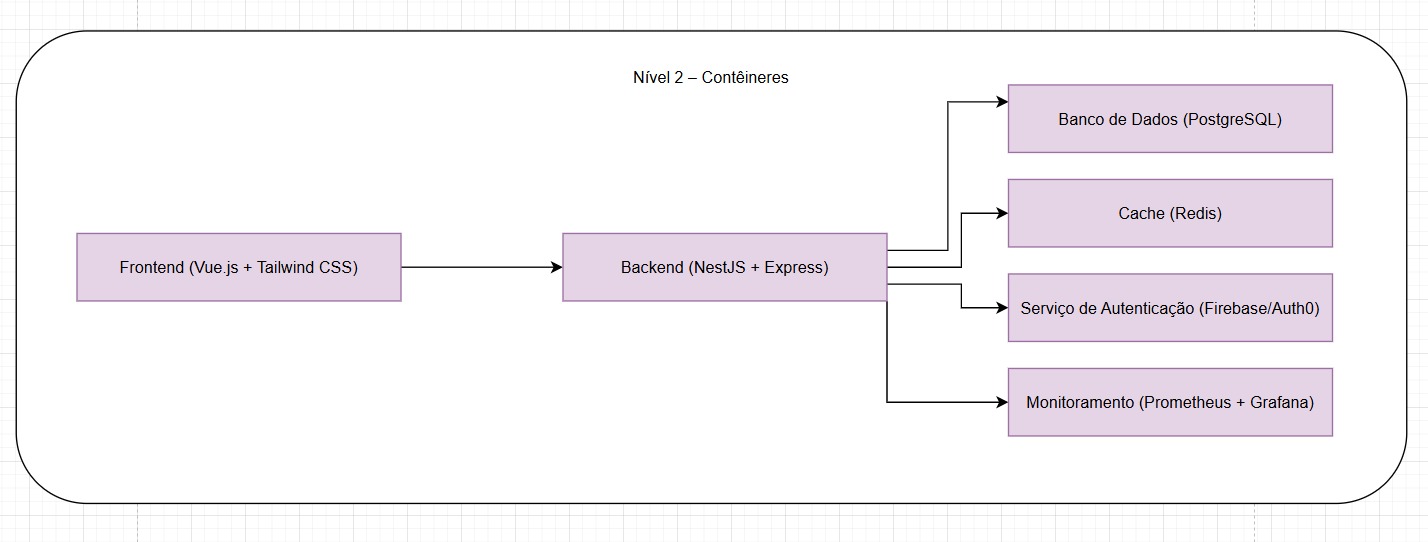 Nível 2 – Contêineres
Frontend (Vue.js + Tailwind CSS)
Backend (NestJS + Express)
Banco de Dados (PostgreSQL)
Cache (Redis)
Serviço de Autenticação (Firebase/Auth0)
Monitoramento (Prometheus + Grafana)